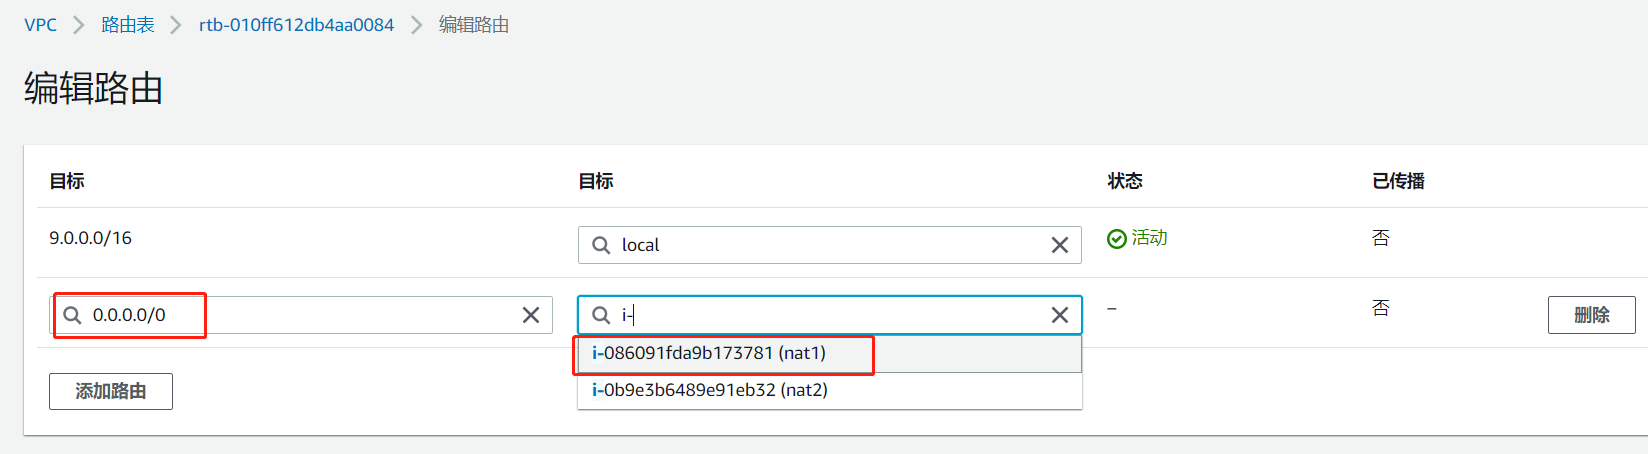 VPC > 路由表 > rtb-010ff612db4aa0084 > 编辑路由
编辑路由
目标 目标 状态 已传播
9.0.0.0/16 local 活动 否
0.0.0.0/0 i- – 否 删除
i-086091fda9b173781 (nat1)
i-0b9e3b6489e91eb32 (nat2)
添加路由